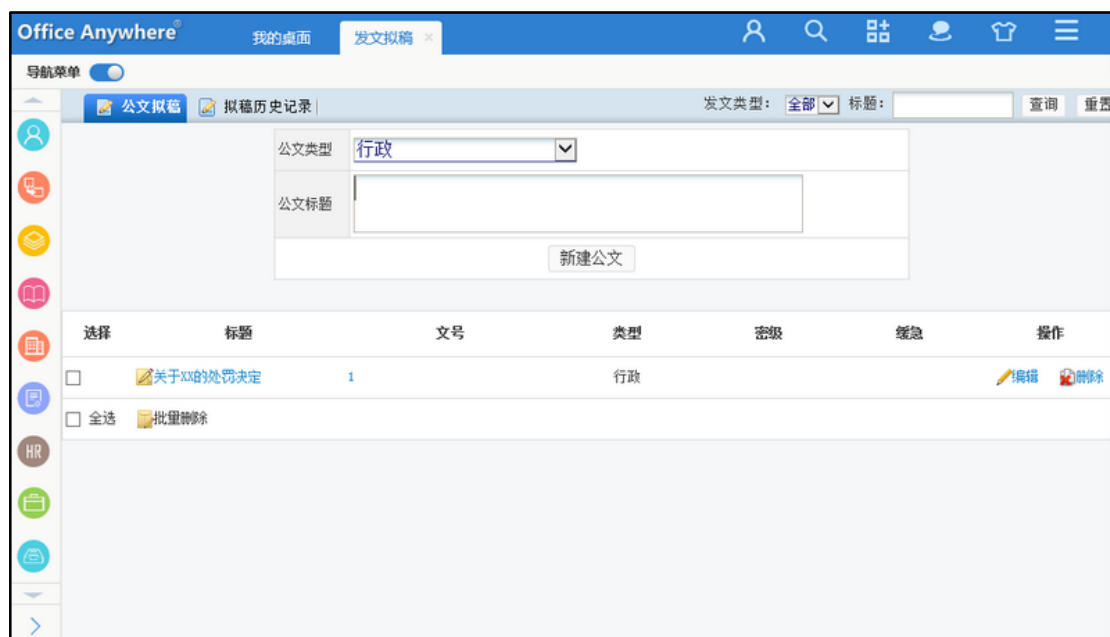 Office Anywhere® 我的桌面 发文拟稿 ×
导航菜单
公文拟稿 拟稿历史记录 发文类型： 全部 标题： 查询 重置
公文类型 行政
公文标题
新建公文
选择 标题 文号 类型 密级 缓急 操作
关于XX的处罚决定 1 行政 编辑 删除
全选 批量删除
HR